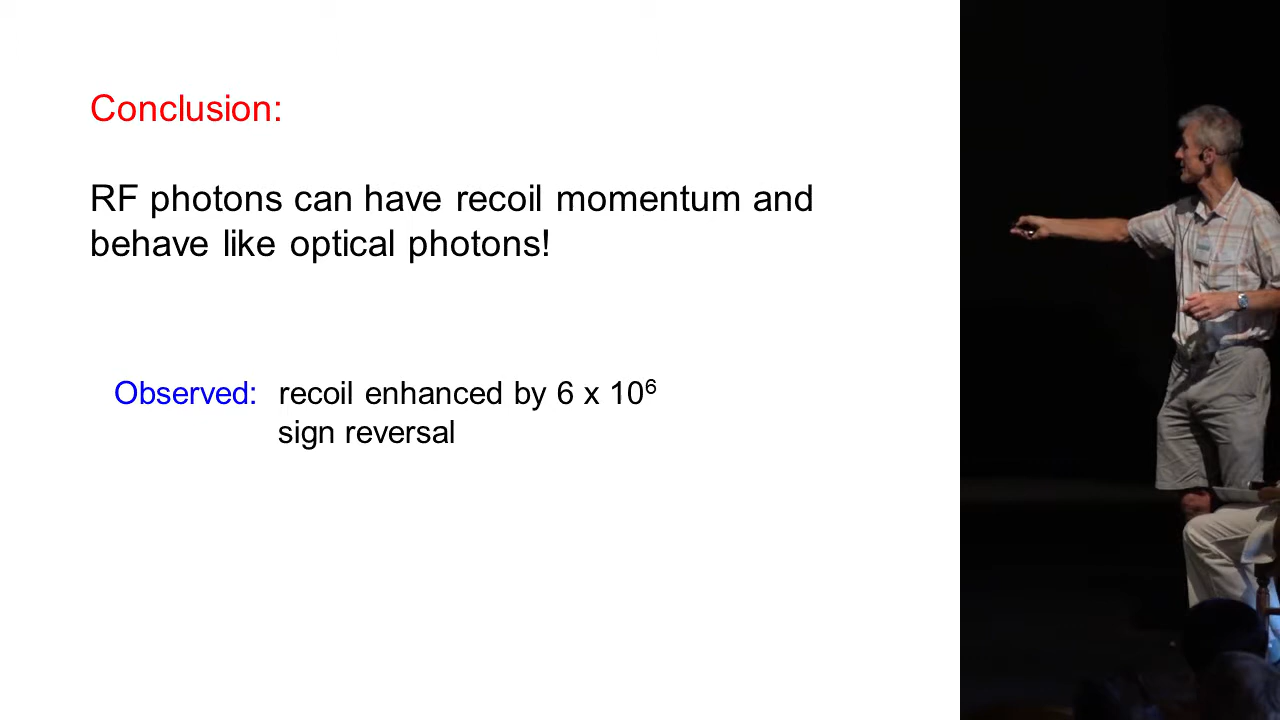 Conclusion:
RF photons can have recoil momentum and
behave like optical photons!
Observed: recoil enhanced by 6 x 10⁶
sign reversal